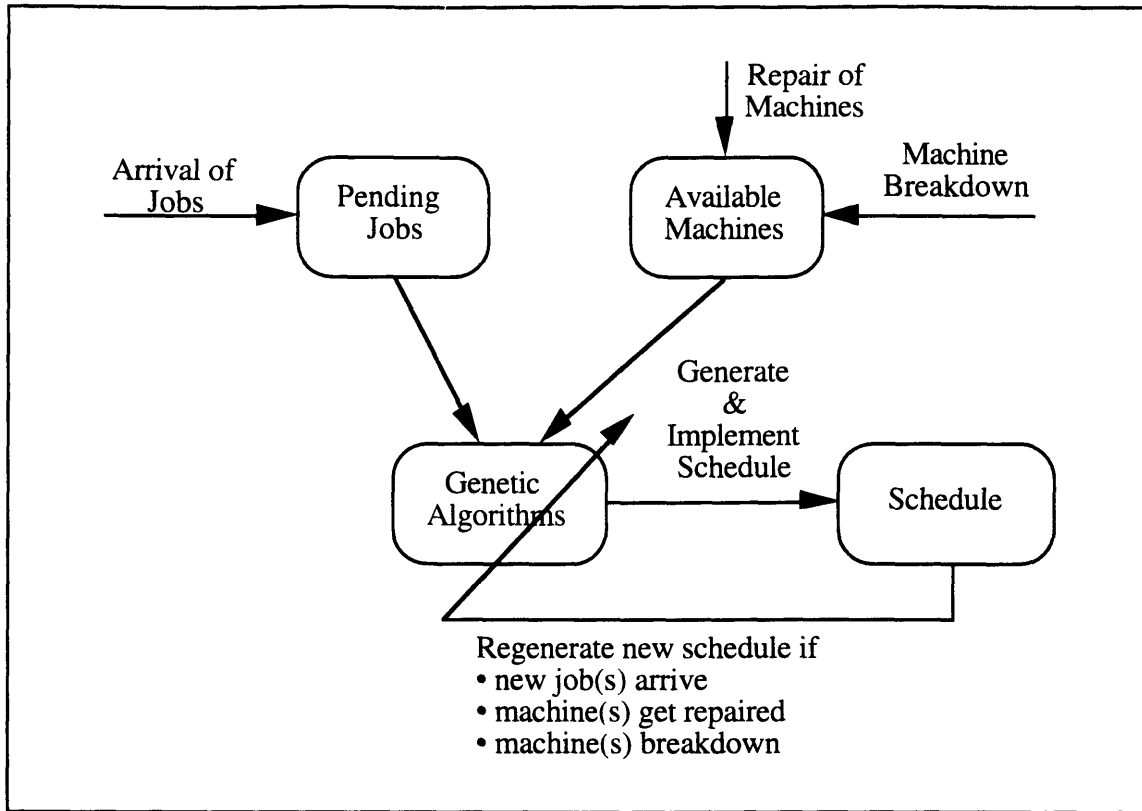 Repair of
Machines
Arrival of
Jobs
Pending
Jobs
Available
Machines
Machine
Breakdown
Generate
&
Implement
Schedule
Genetic
Algorithms
Schedule
Regenerate new schedule if
• new job(s) arrive
• machine(s) get repaired
• machine(s) breakdown